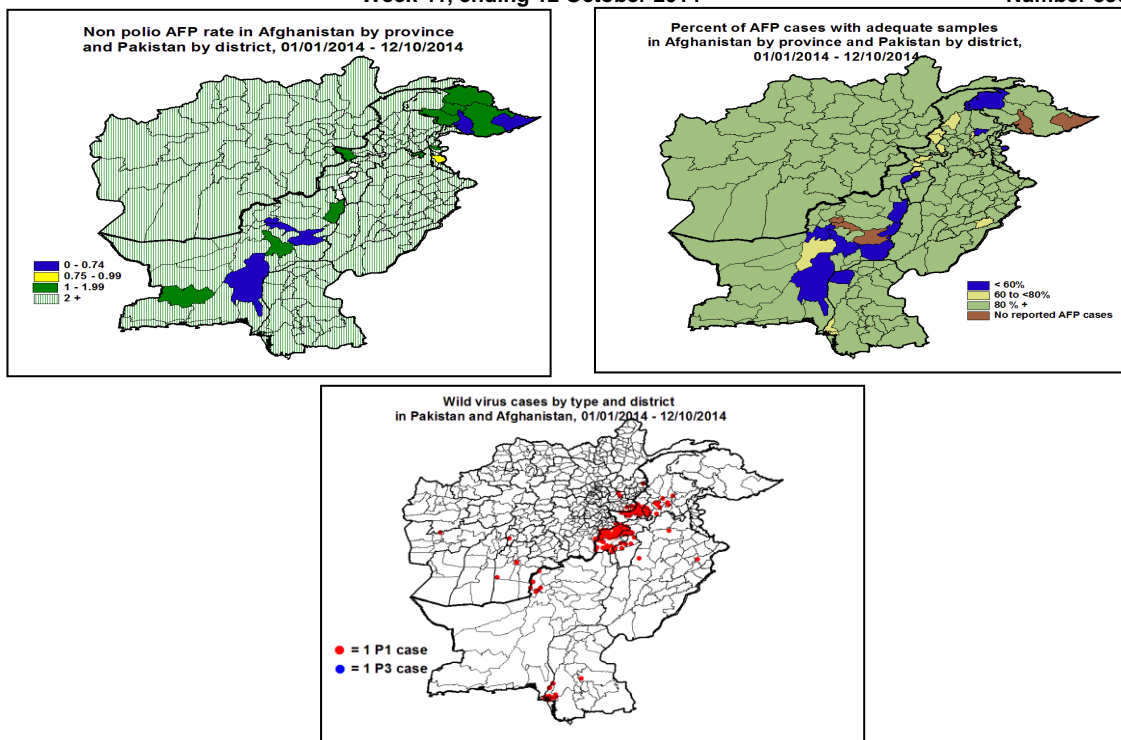 Non polio AFP rate in Afghanistan by province
and Pakistan by district, 01/01/2014 - 12/10/2014
0 - 0.74
0.75 - 0.99
1 - 1.99
2 +
Percent of AFP cases with adequate samples
in Afghanistan by province and Pakistan by district,
01/01/2014 - 12/10/2014
< 60%
60 to <80%
80 % +
No reported AFP cases
Wild virus cases by type and district
in Pakistan and Afghanistan, 01/01/2014 - 12/10/2014
= 1 P1 case
= 1 P3 case